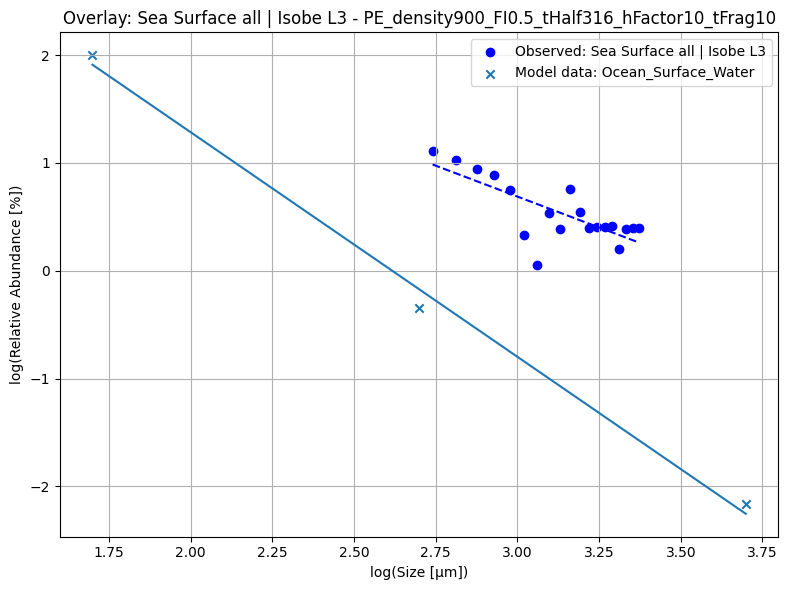 Overlay: Sea Surface all | Isobe L3 - PE_density900_FI0.5_tHalf316_hFactor10_tFrag10
Observed: Sea Surface all | Isobe L3
Model data: Ocean_Surface_Water
log(Relative Abundance [%])
2
1
0
−1
−2
1.75 2.00 2.25 2.50 2.75 3.00 3.25 3.50 3.75
log(Size [μm])